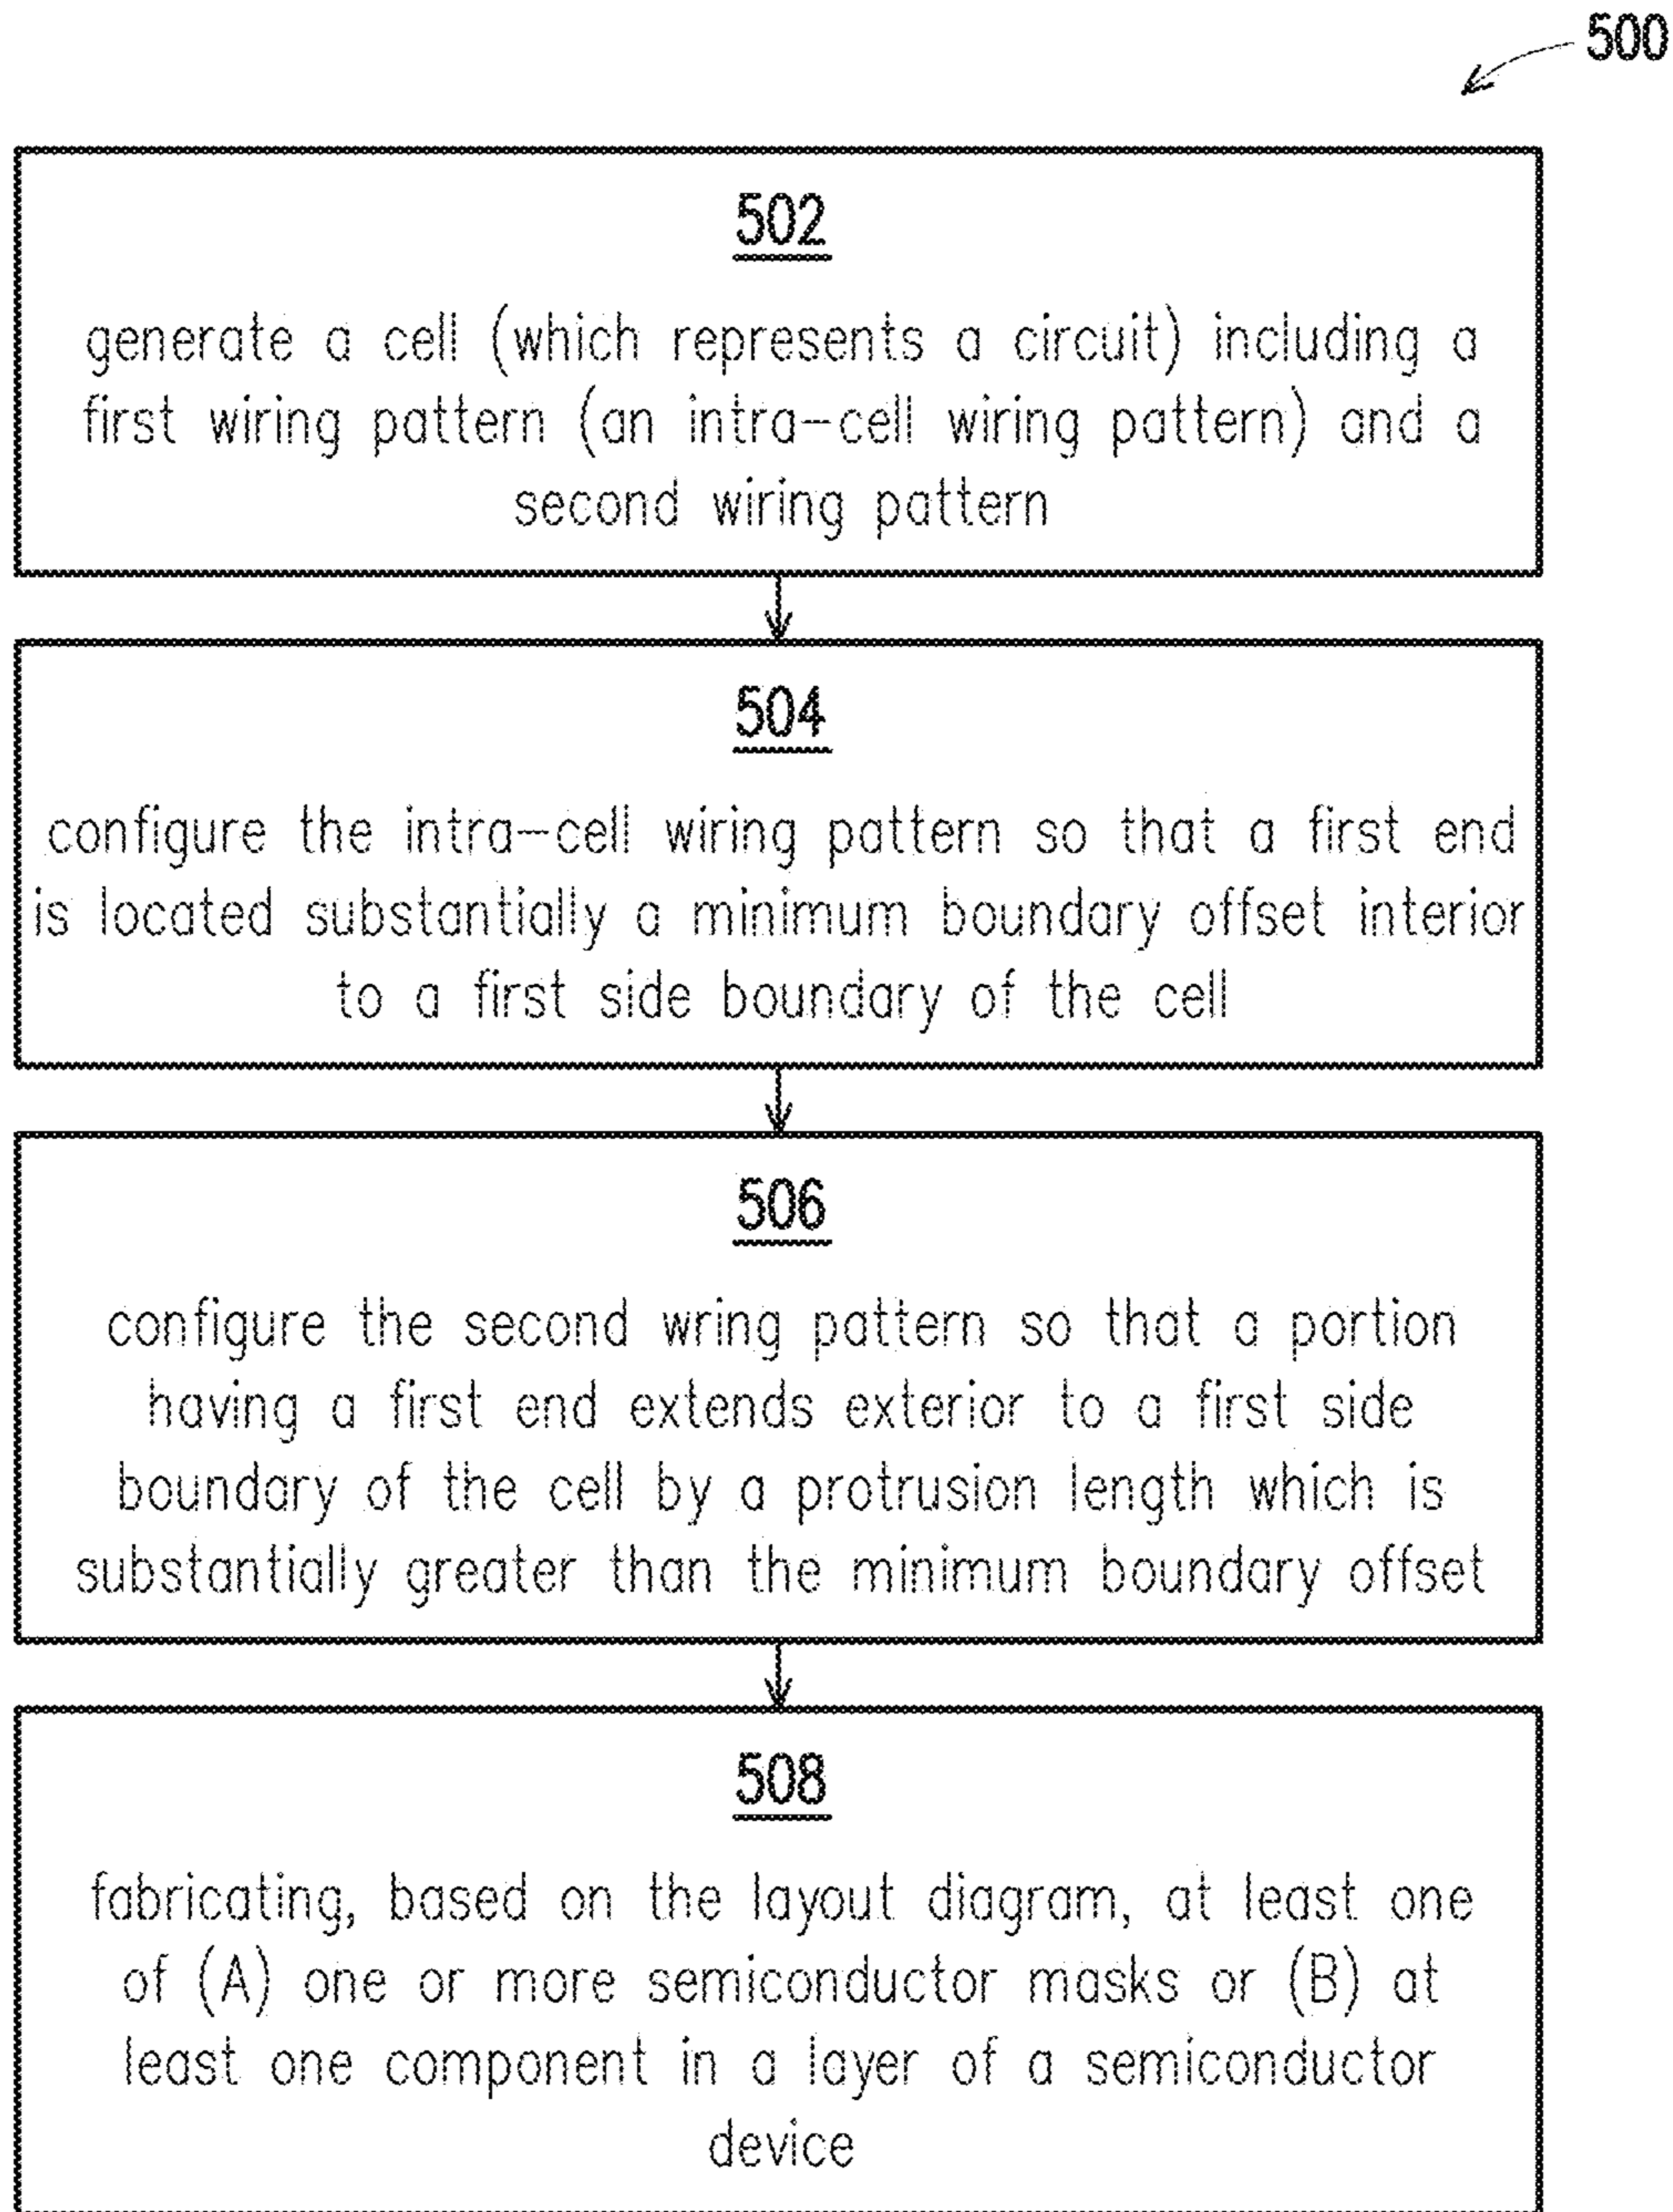 500
502
generate a cell (which represents a circuit) including a
first wiring pattern (an intra-cell wiring pattern) and a
second wiring pattern
504
configure the intra-cell wiring pattern so that a first end
is located substantially a minimum boundary offset interior
to a first side boundary of the cell
506
configure the second wring pattern so that a portion
having a first end extends exterior to a first side
boundary of the cell by a protrusion length which is
substantially greater than the minimum boundary offset
508
fabricating, based on the layout diagram, at least one
of (A) one or more semiconductor masks or (B) at
least one component in a layer of a semiconductor
device